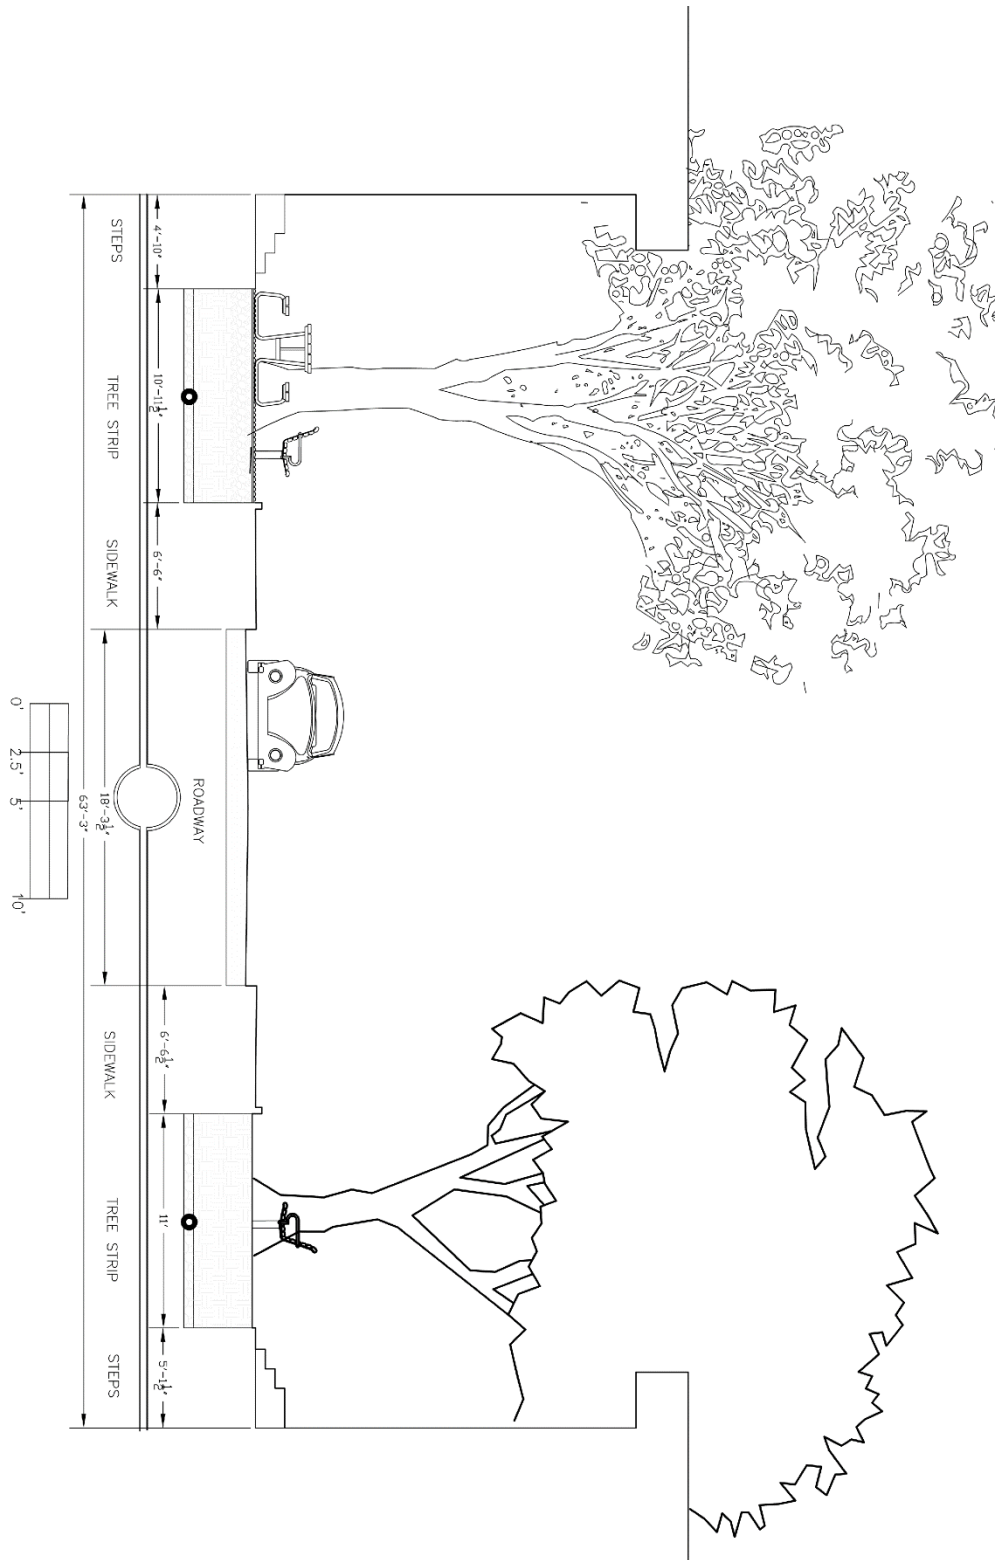 STEPS
TREE STRIP
SIDEWALK
ROADWAY
SIDEWALK
TREE STRIP
STEPS
4'-10"
10'-11½"
6'-6"
6'-6½"
11'
5'-1½"
18'-3½"
63'-3"
0' 2.5' 5' 10'